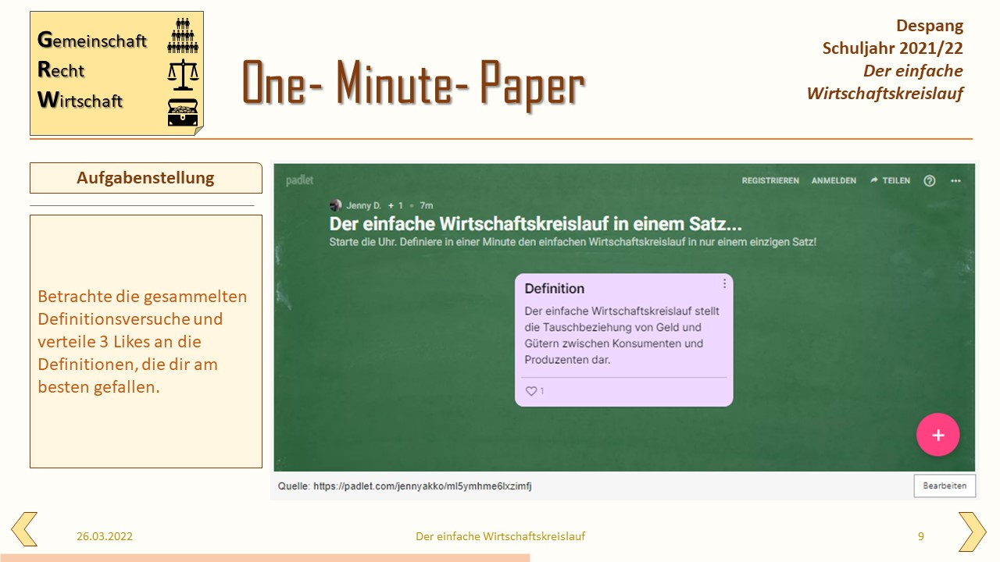 Gemeinschaft
Recht
Wirtschaft
One- Minute- Paper
Despang
Schuljahr 2021/22
Der einfache
Wirtschaftskreislauf
Aufgabenstellung
Betrachte die gesammelten
Definitionsversuche und
verteile 3 Likes an die
Definitionen, die dir am
besten gefallen.
padlet
REGISTRIEREN ANMELDEN TEILEN ? ...
Jenny D. + 1 • 7m
Der einfache Wirtschaftskreislauf in einem Satz...
Starte die Uhr. Definiere in einer Minute den einfachen Wirtschaftskreislauf in nur einem einzigen Satz!
Definition
Der einfache Wirtschaftskreislauf stellt
die Tauschbeziehung von Geld und
Gütern zwischen Konsumenten und
Produzenten dar.
1
+
Quelle: https://padlet.com/jennyakko/ml5ymhme6lxzimfj
Bearbeiten
26.03.2022
Der einfache Wirtschaftskreislauf
9